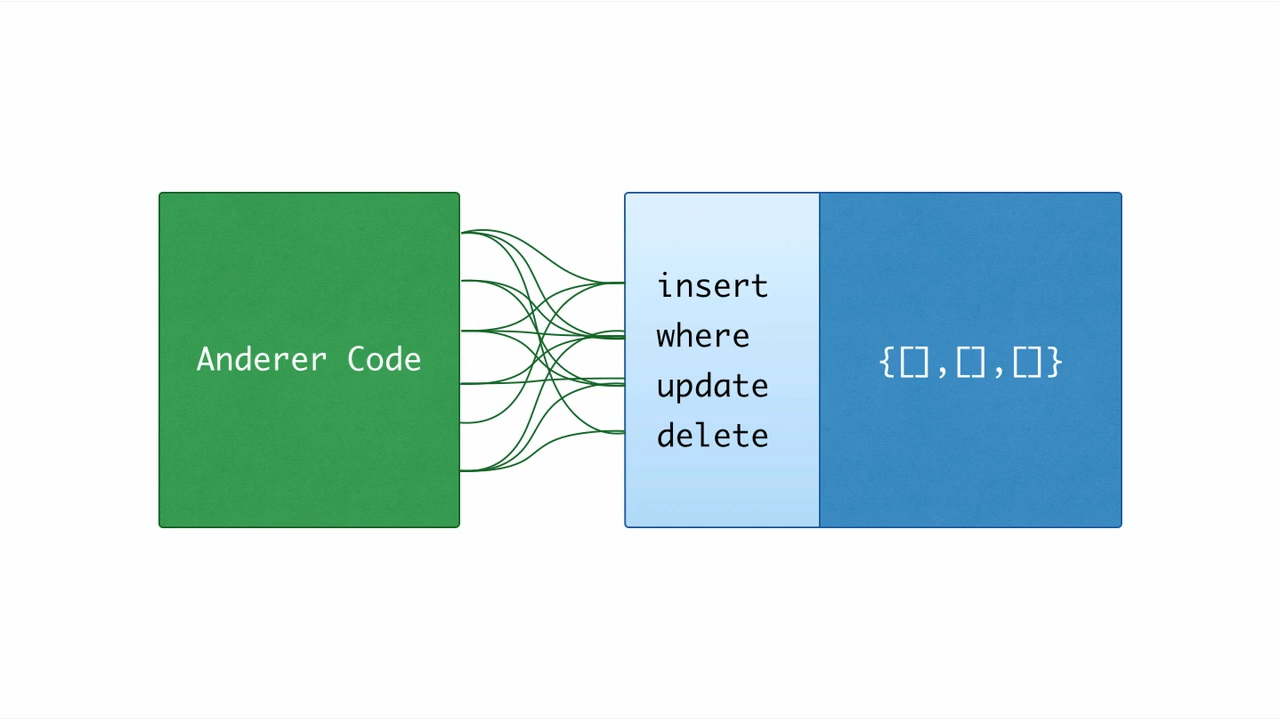 Anderer Code
insert
where
update
delete
{[],[],[]}